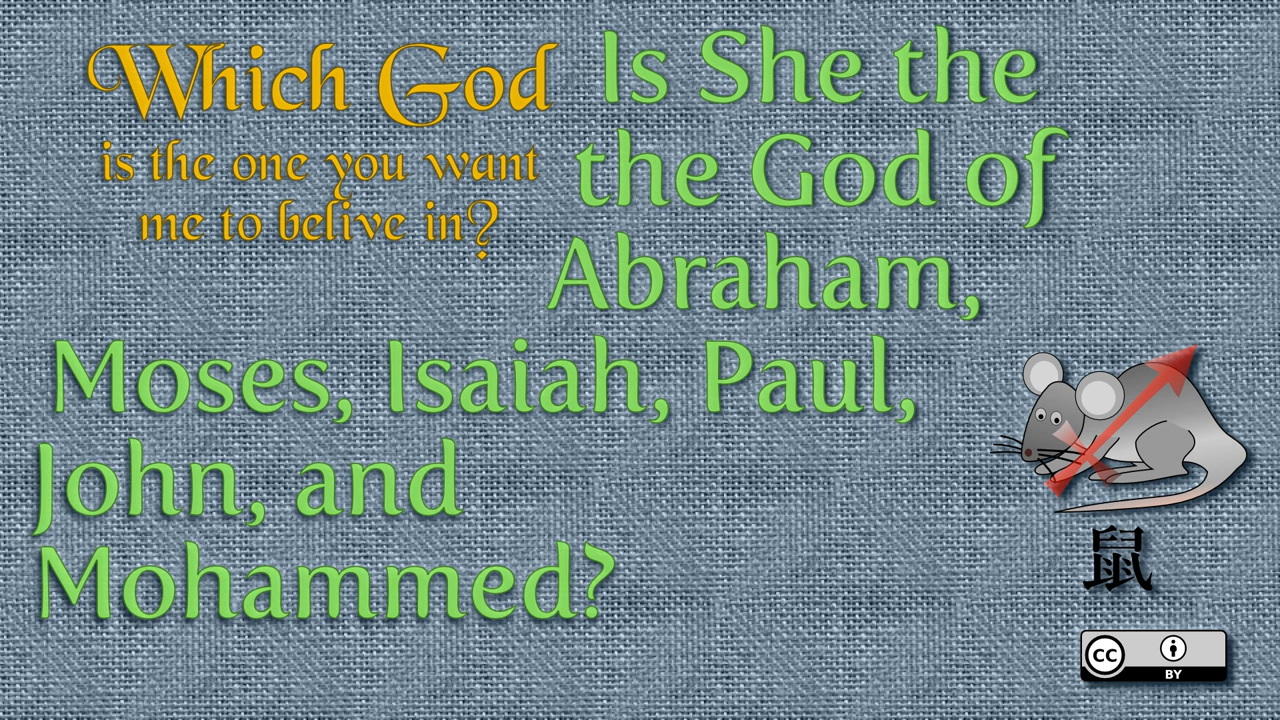 Which God
is the one you want
me to belive in?
Is She the
the God of
Abraham,
Moses, Isaiah, Paul,
John, and
Mohammed?
鼠
CC
BY